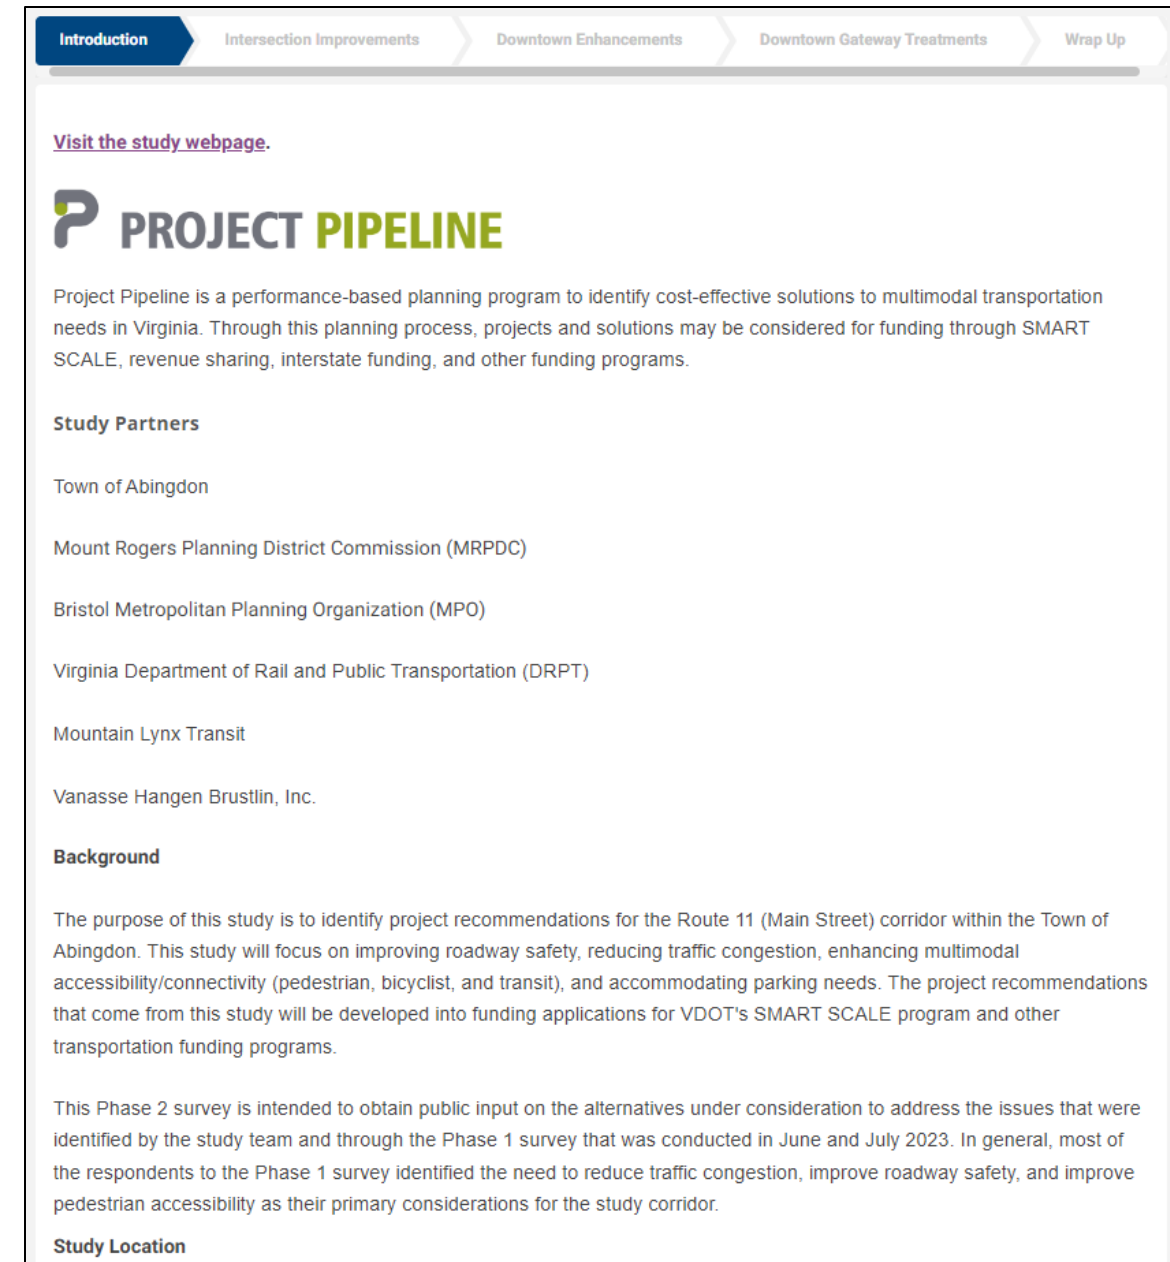 Introduction
Intersection Improvements
Downtown Enhancements
Downtown Gateway Treatments
Wrap Up
Visit the study webpage.
PROJECT PIPELINE
Project Pipeline is a performance-based planning program to identify cost-effective solutions to multimodal transportation
needs in Virginia. Through this planning process, projects and solutions may be considered for funding through SMART
SCALE, revenue sharing, interstate funding, and other funding programs.
Study Partners
Town of Abingdon
Mount Rogers Planning District Commission (MRPDC)
Bristol Metropolitan Planning Organization (MPO)
Virginia Department of Rail and Public Transportation (DRPT)
Mountain Lynx Transit
Vanasse Hangen Brustlin, Inc.
Background
The purpose of this study is to identify project recommendations for the Route 11 (Main Street) corridor within the Town of
Abingdon. This study will focus on improving roadway safety, reducing traffic congestion, enhancing multimodal
accessibility/connectivity (pedestrian, bicyclist, and transit), and accommodating parking needs. The project recommendations
that come from this study will be developed into funding applications for VDOT's SMART SCALE program and other
transportation funding programs.
This Phase 2 survey is intended to obtain public input on the alternatives under consideration to address the issues that were
identified by the study team and through the Phase 1 survey that was conducted in June and July 2023. In general, most of
the respondents to the Phase 1 survey identified the need to reduce traffic congestion, improve roadway safety, and improve
pedestrian accessibility as their primary considerations for the study corridor.
Study Location